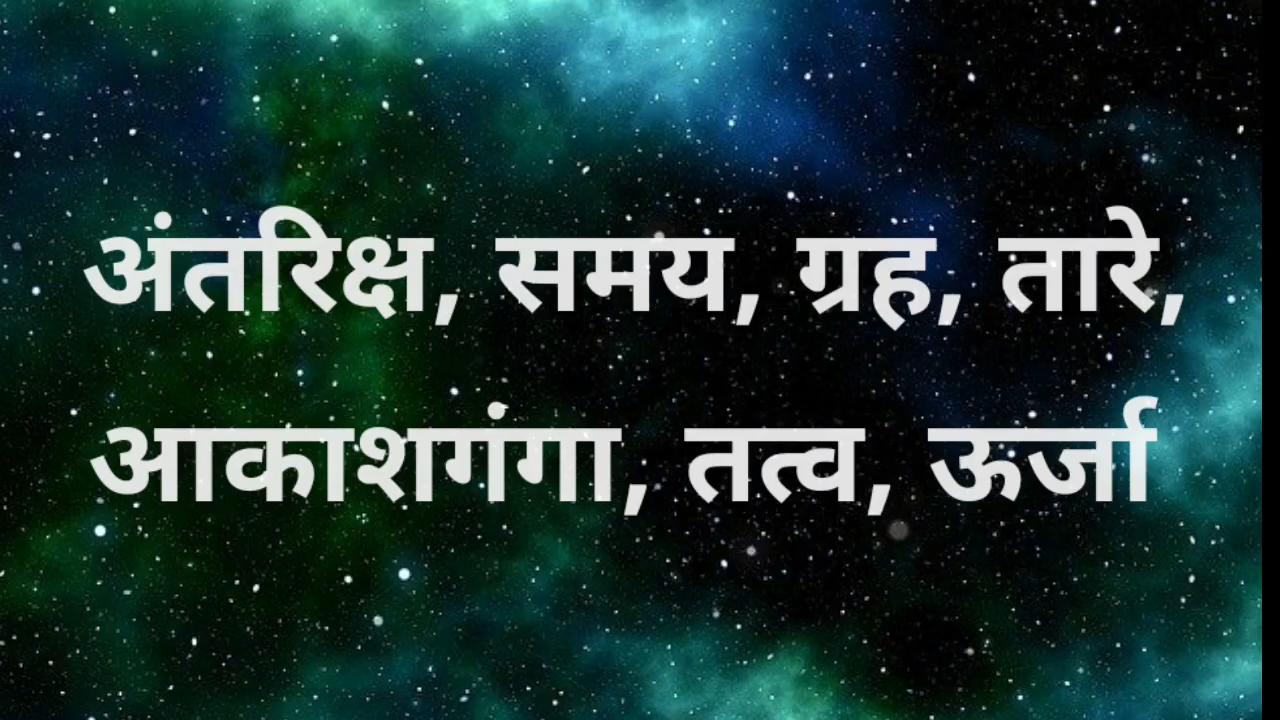 अंतरिक्ष, समय, ग्रह, तारे,
आकाशगंगा, तत्व, ऊर्जा